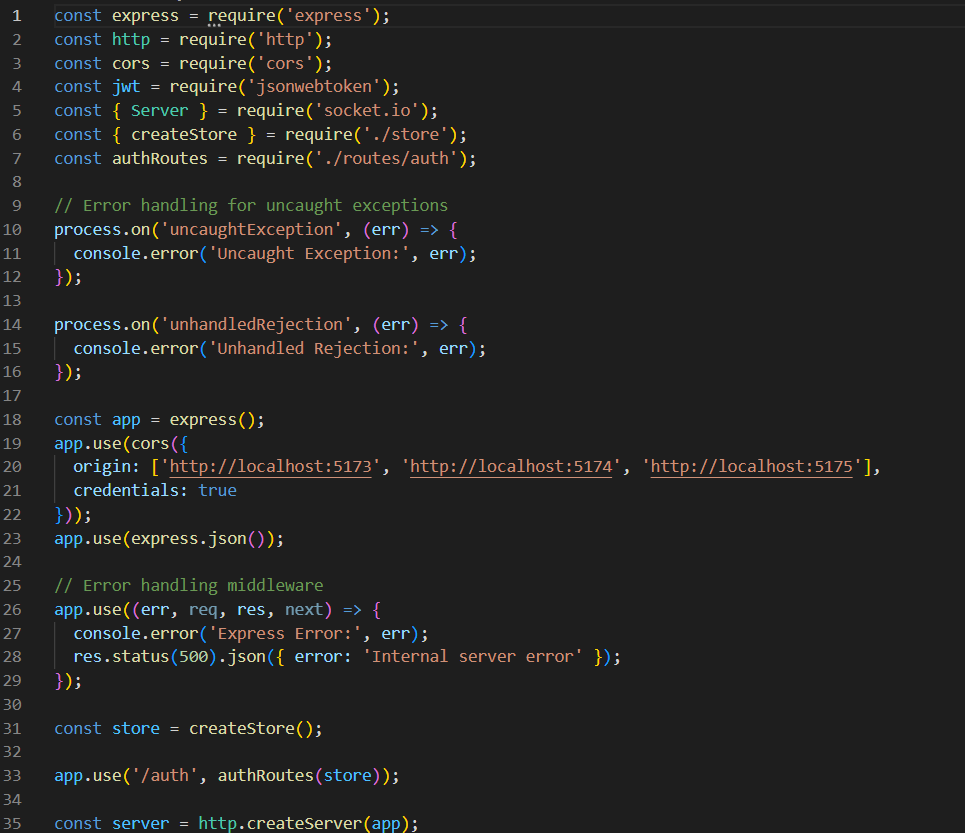 1 const express = require('express');
2 const http = require('http');
3 const cors = require('cors');
4 const jwt = require('jsonwebtoken');
5 const { Server } = require('socket.io');
6 const { createStore } = require('./store');
7 const authRoutes = require('./routes/auth');
8
9 // Error handling for uncaught exceptions
10 process.on('uncaughtException', (err) => {
11   console.error('Uncaught Exception:', err);
12 });
13
14 process.on('unhandledRejection', (err) => {
15   console.error('Unhandled Rejection:', err);
16 });
17
18 const app = express();
19 app.use(cors({
20   origin: ['http://localhost:5173', 'http://localhost:5174', 'http://localhost:5175'],
21   credentials: true
22 }));
23 app.use(express.json());
24
25 // Error handling middleware
26 app.use((err, req, res, next) => {
27   console.error('Express Error:', err);
28   res.status(500).json({ error: 'Internal server error' });
29 });
30
31 const store = createStore();
32
33 app.use('/auth', authRoutes(store));
34
35 const server = http.createServer(app);